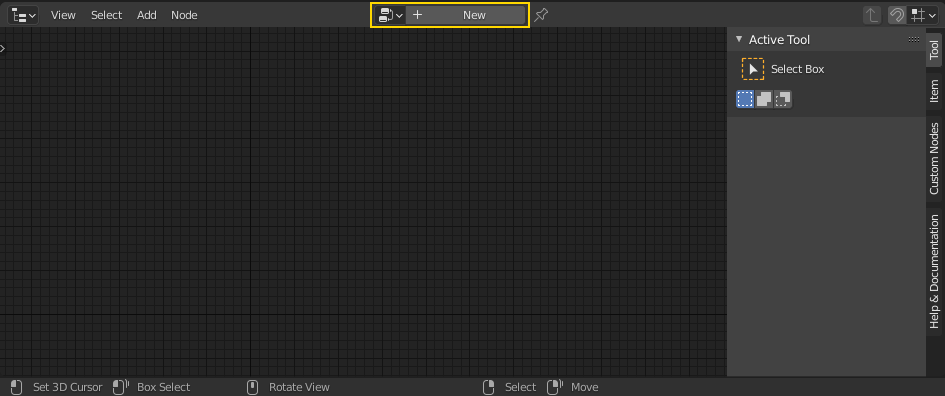 View Select Add Node + New
Active Tool
Select Box
Tool
Item
Custom Nodes
Help & Documentation
Set 3D Cursor Box Select Rotate View Select Move